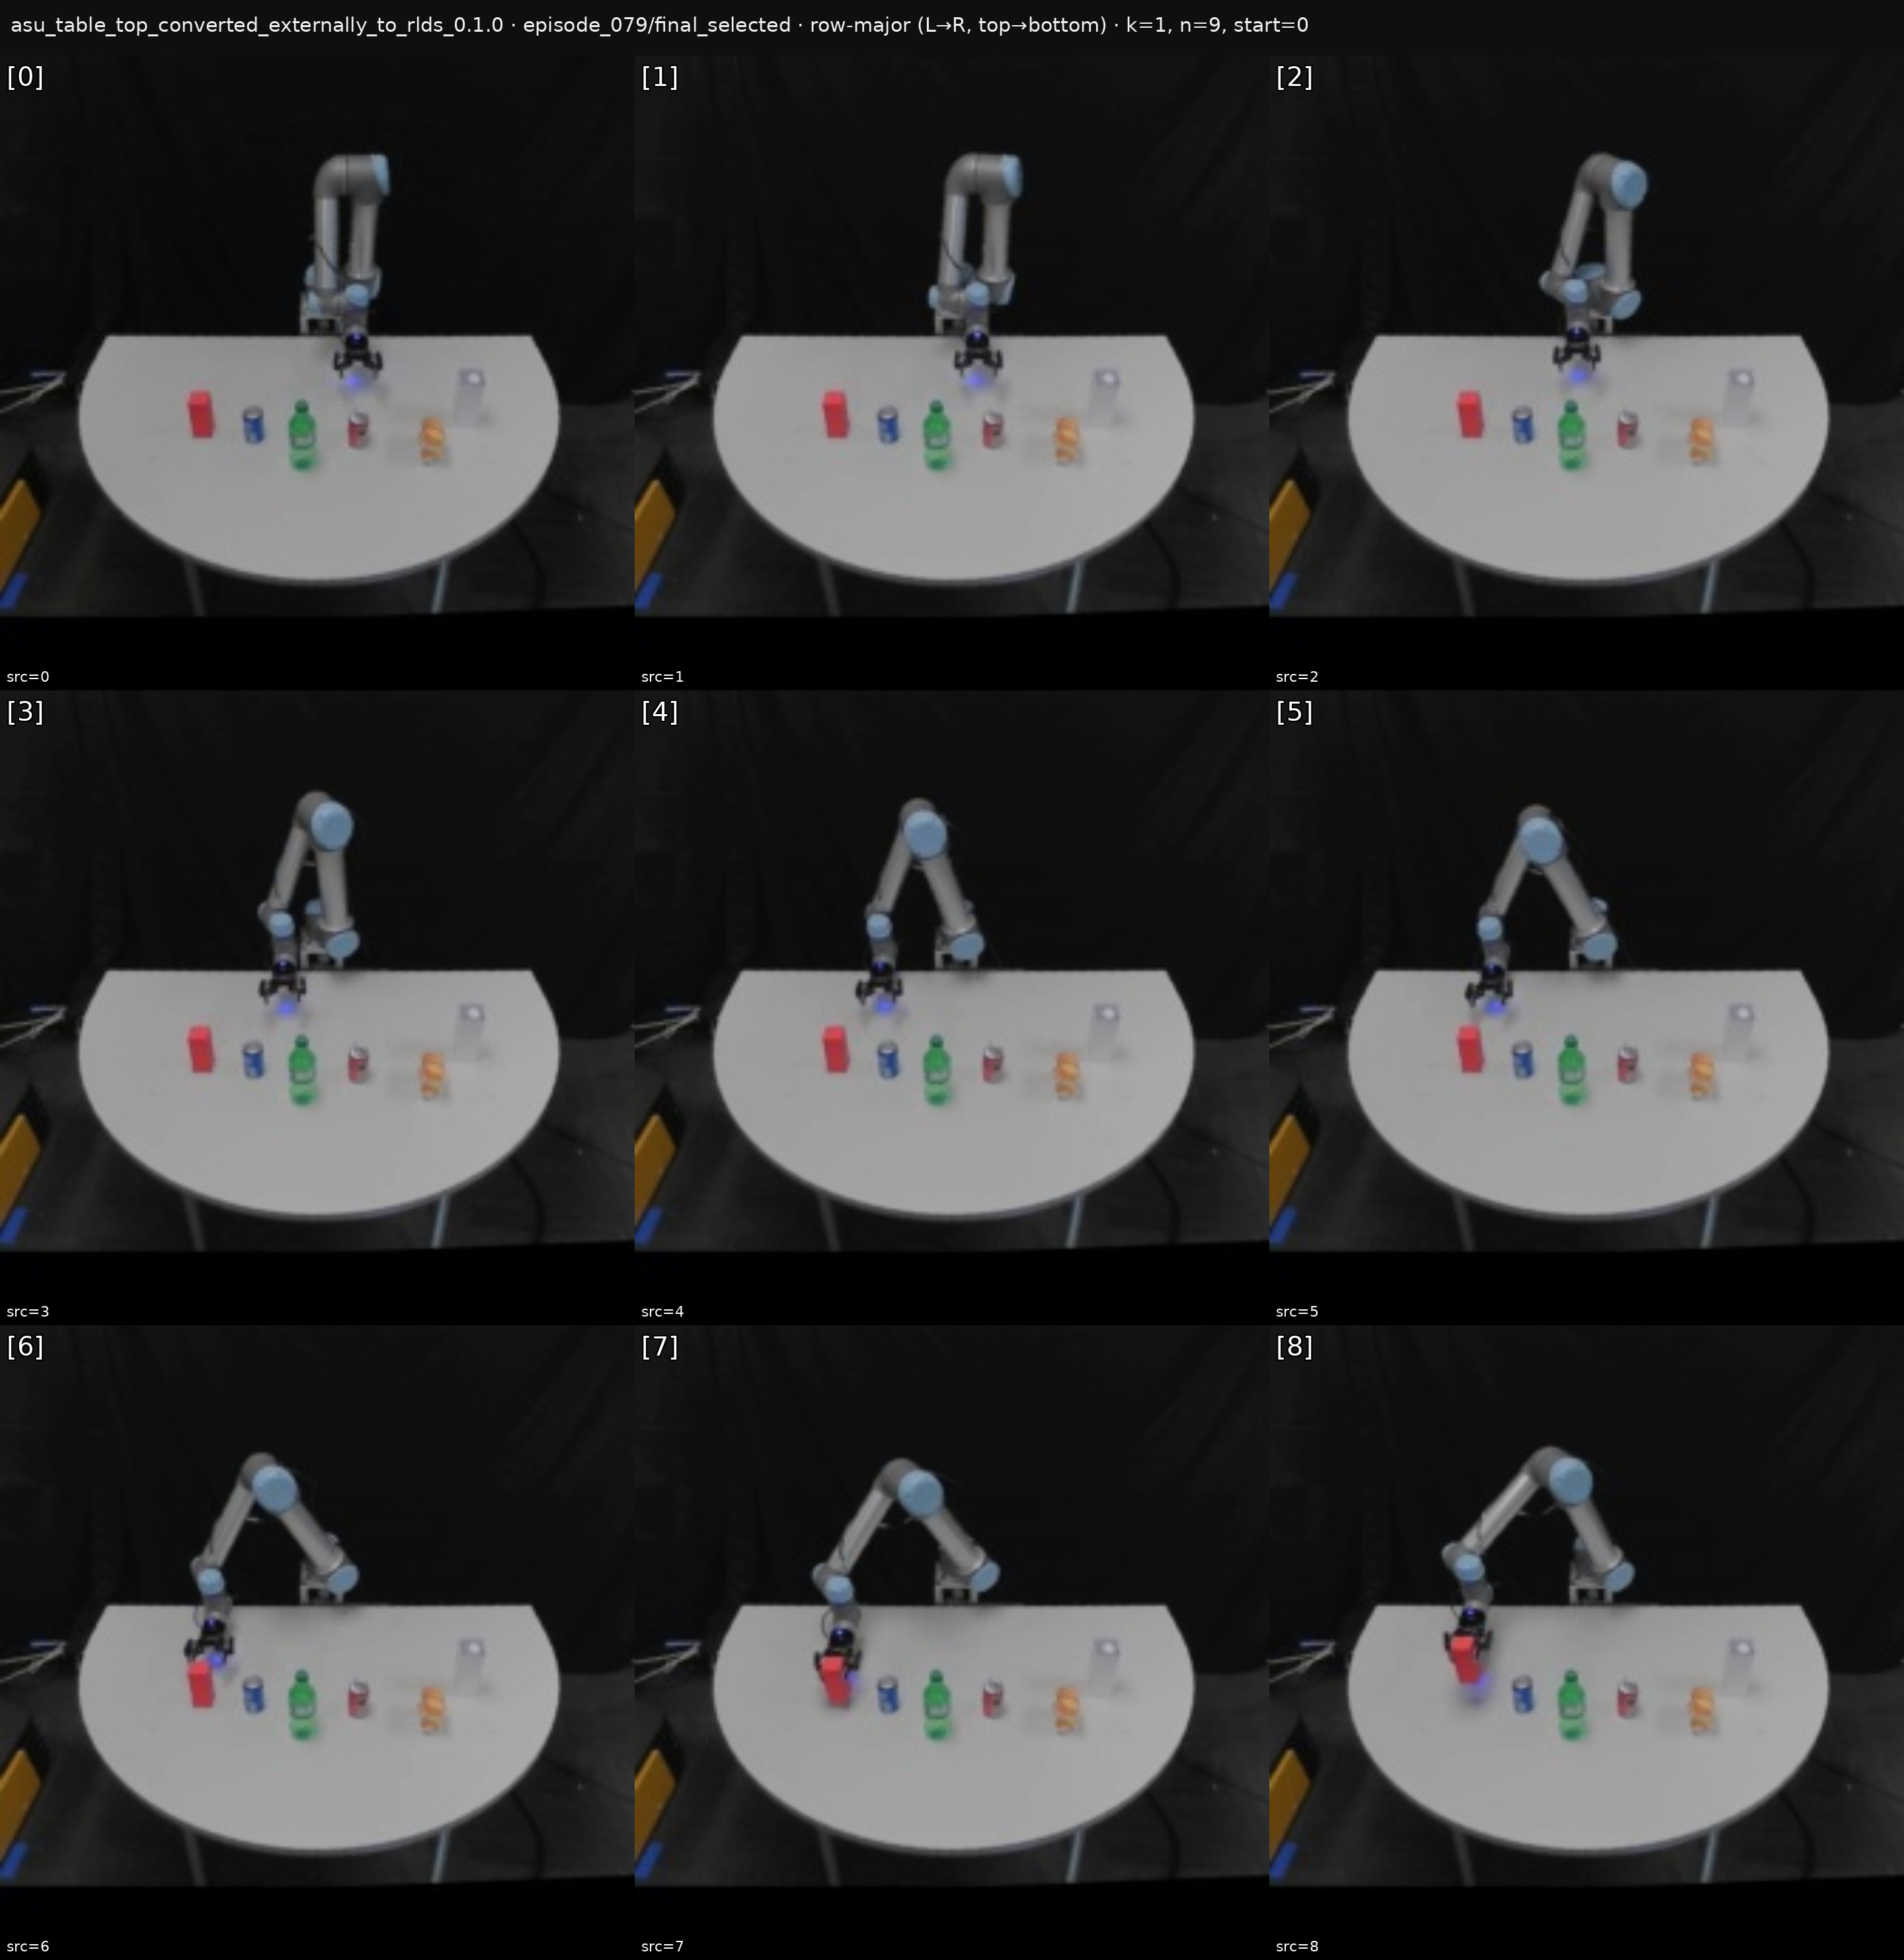 asu_table_top_converted_externally_to_rlds_0.1.0 · episode_079/final_selected · row-major (L→R, top→bottom) · k=1, n=9, start=0
[0]
[1]
[2]
src=0
src=1
src=2
[3]
[4]
[5]
src=3
src=4
src=5
[6]
[7]
[8]
src=6
src=7
src=8